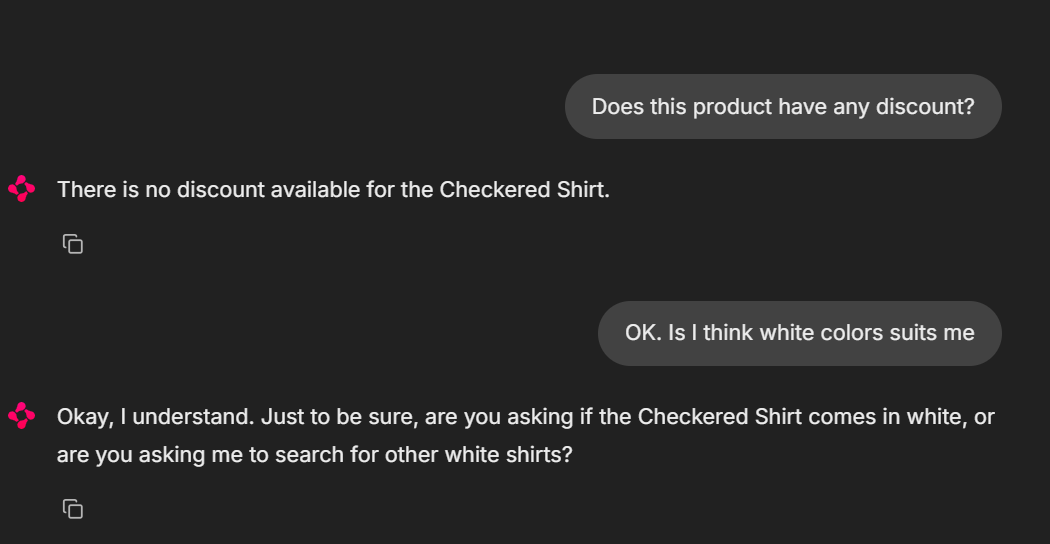 Does this product have any discount?
There is no discount available for the Checkered Shirt.
OK. Is I think white colors suits me
Okay, I understand. Just to be sure, are you asking if the Checkered Shirt comes in white, or
are you asking me to search for other white shirts?